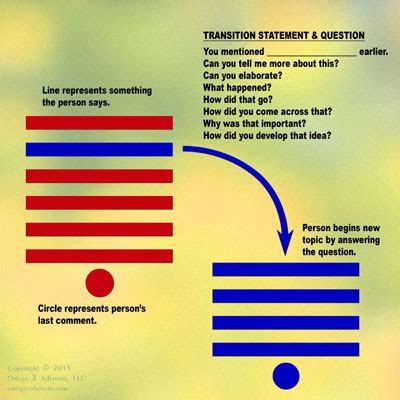 TRANSITION STATEMENT & QUESTION
You mentioned ____________________ earlier.
Can you tell me more about this?
Can you elaborate?
What happened?
How did that go?
How did you come across that?
Why was that important?
How did you develop that idea?
Line represents something
the person says.
Person begins new
topic by answering
the question.
Circle represents person's
last comment.
Copyright © 2015
Omega Z Advisors, LLC
omegazadvisors.com